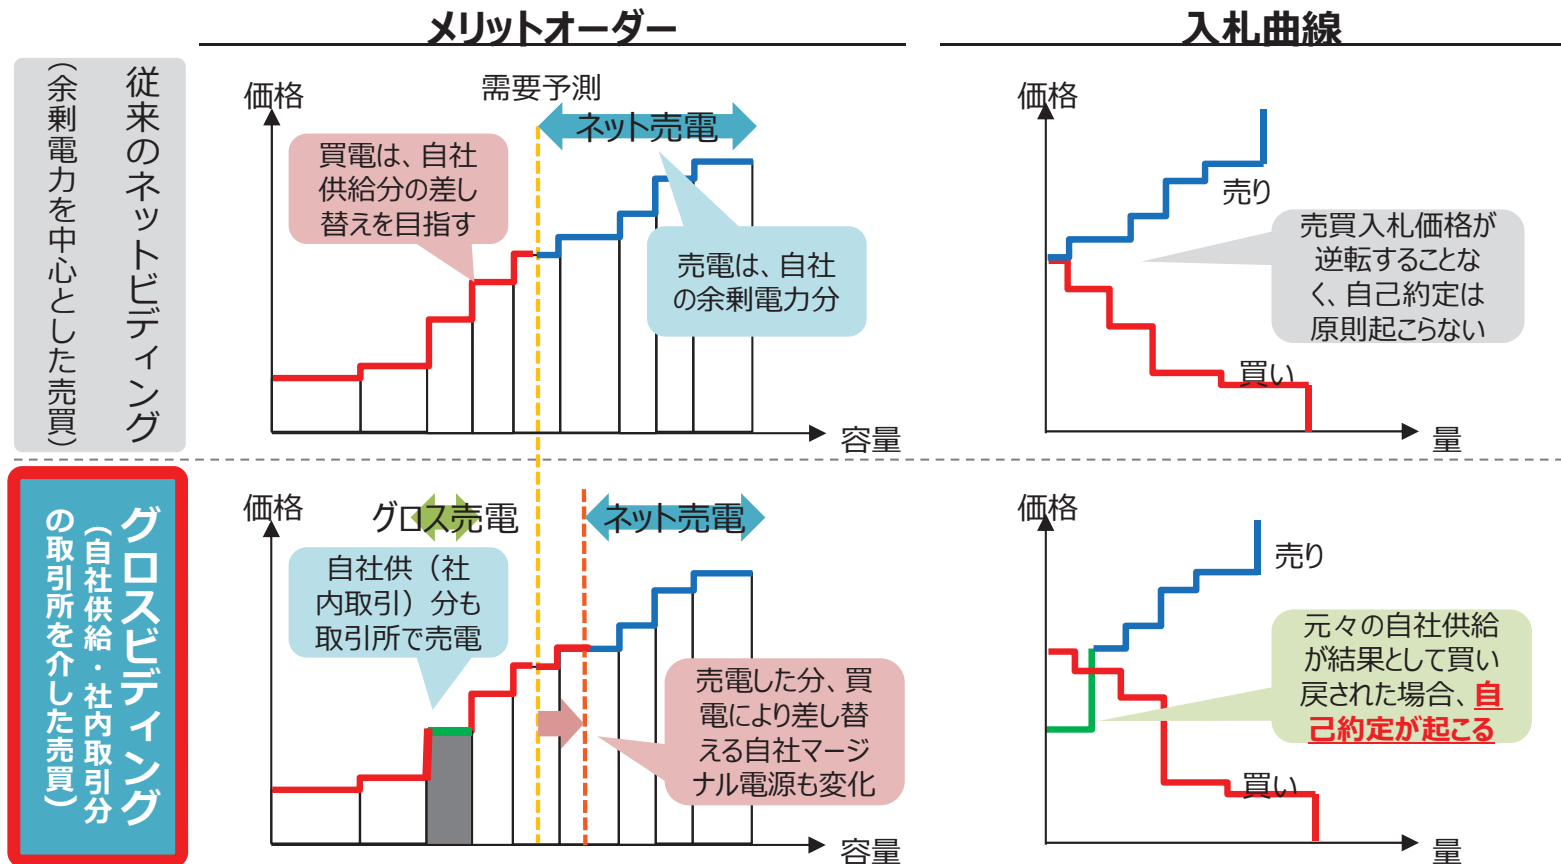 メリットオーダー
入札曲線
従来のネットビディング
（余剰電力を中心とした売買）
価格
需要予測
ネット売電
買電は、自社
供給分の差し
替えを目指す
売電は、自社
の余剰電力分
容量
価格
売り
売買入札価格が
逆転することな
く、自己約定は
原則起こらない
買い
量
グロスビディング
（自社供給・社内取引分
の取引所を介した売買）
価格
グロス売電
ネット売電
自社供（社
内取引）分も
取引所で売電
売電した分、買
電により差し替
える自社マージ
ナル電源も変化
容量
価格
売り
元々の自社供給
が結果として買い
戻された場合、自
己約定が起こる
買い
量